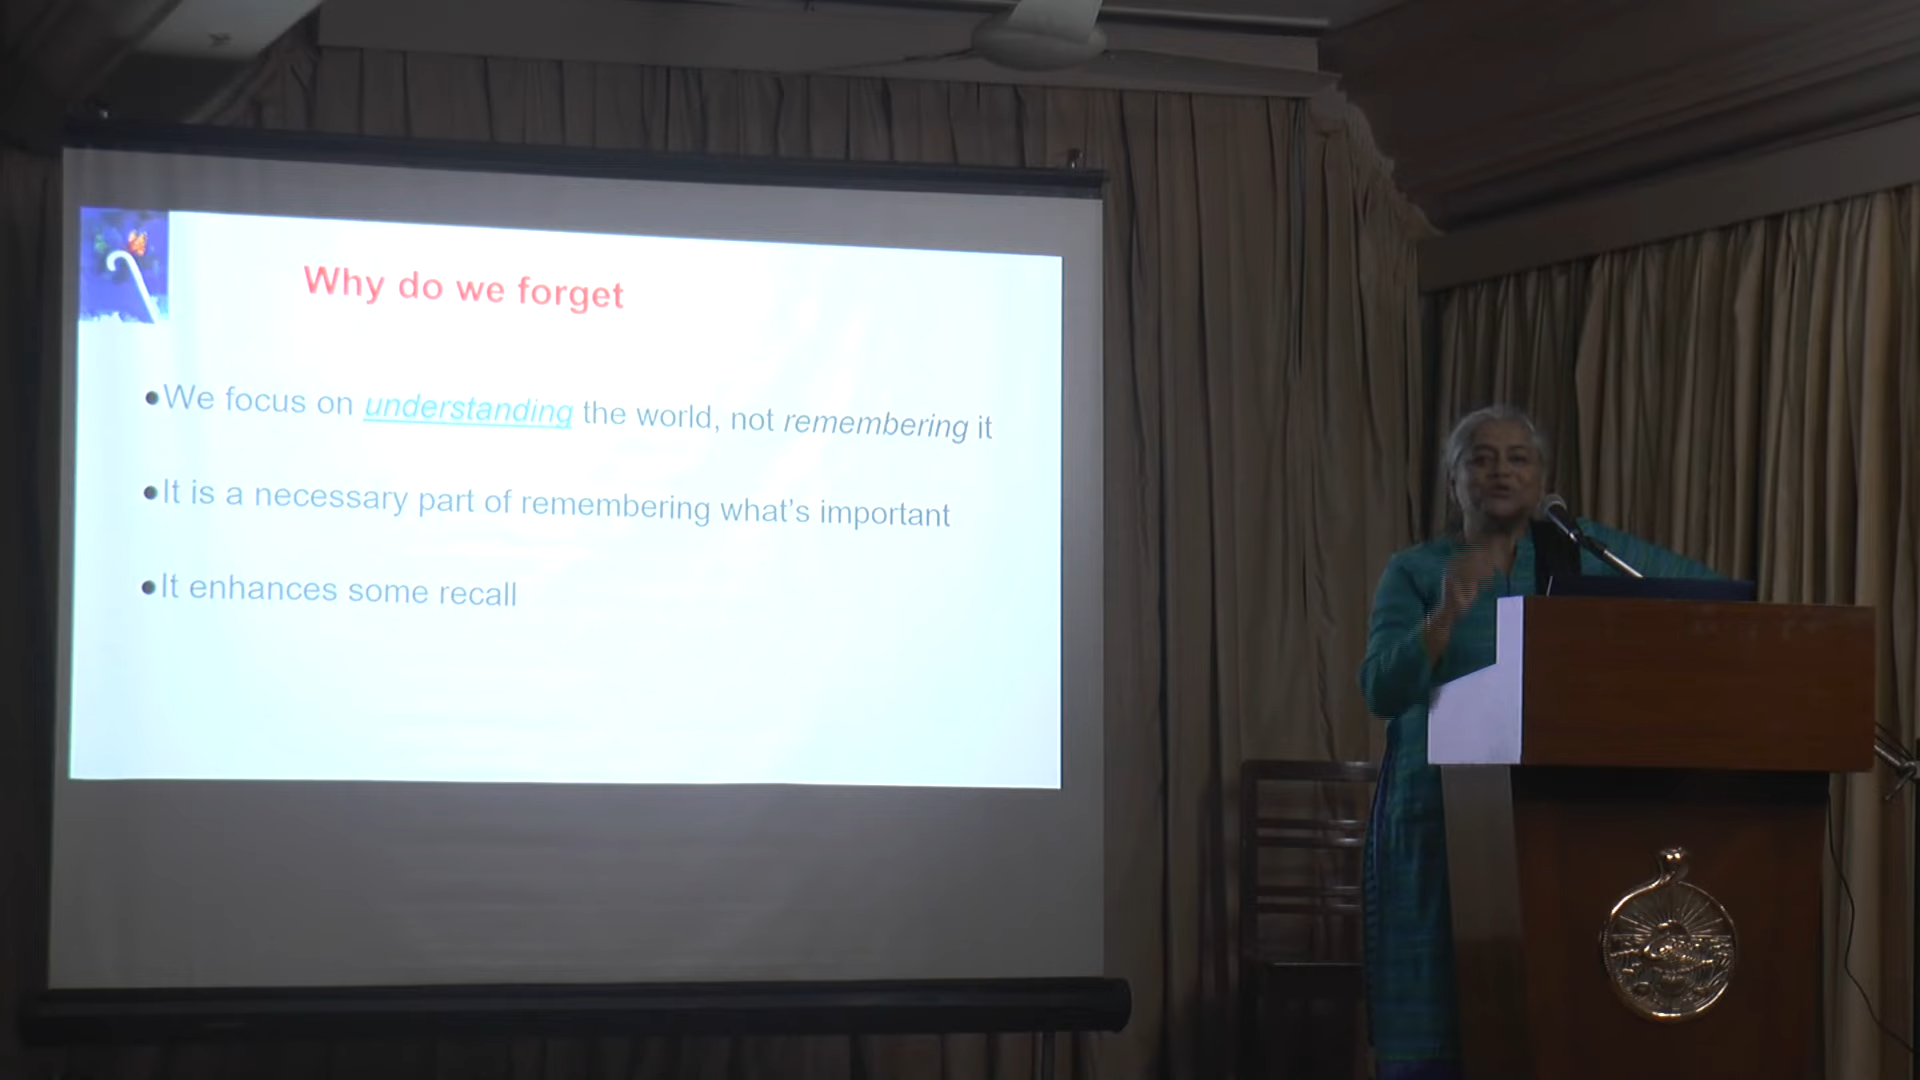 Why do we forget
●We focus on understanding the world, not remembering it
●It is a necessary part of remembering what's important
●It enhances some recall